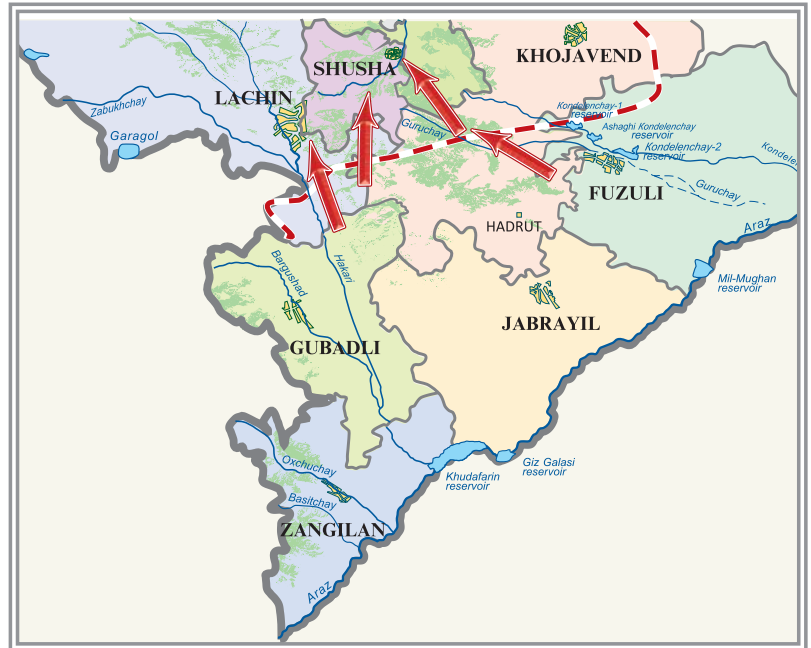 KHOJAVEND
SHUSHA
LACHIN
Zabukhchay
Garagol
Guruchay
Kondelenchay-1
reservoir
Ashaghi Kondelenchay
reservoir
Kondelenchay-2
reservoir
Kondelen
FUZULI
Guruchay
HADRUT
Araz
Mil-Mughan
reservoir
Bargushad
Hakari
JABRAYIL
GUBADLI
Oxchuchay
Khudafarin
reservoir
Giz Galasi
reservoir
Basitchay
ZANGILAN
Araz